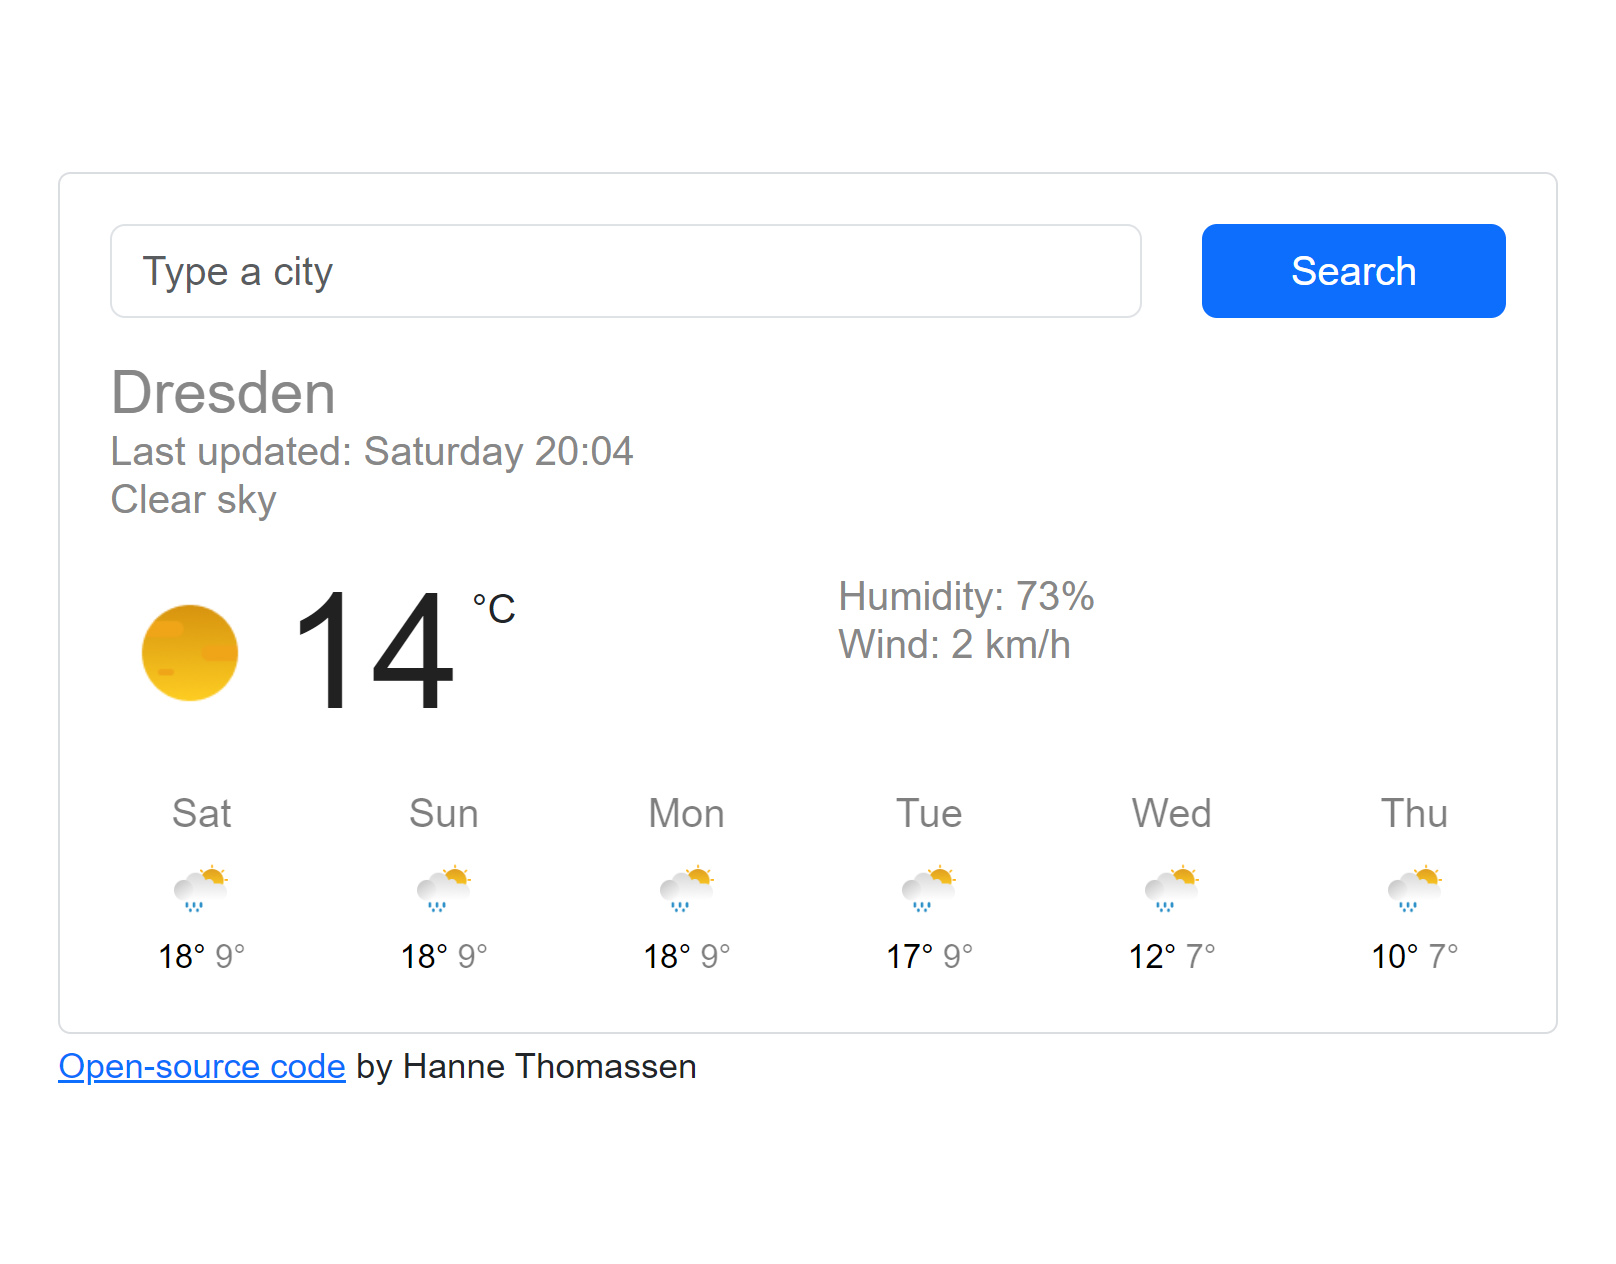 Type a city
Search
Dresden
Last updated: Saturday 20:04
Clear sky
14 °C
Humidity: 73%
Wind: 2 km/h
Sat Sun Mon Tue Wed Thu
18° 9° 18° 9° 18° 9° 17° 9° 12° 7° 10° 7°
Open-source code by Hanne Thomassen